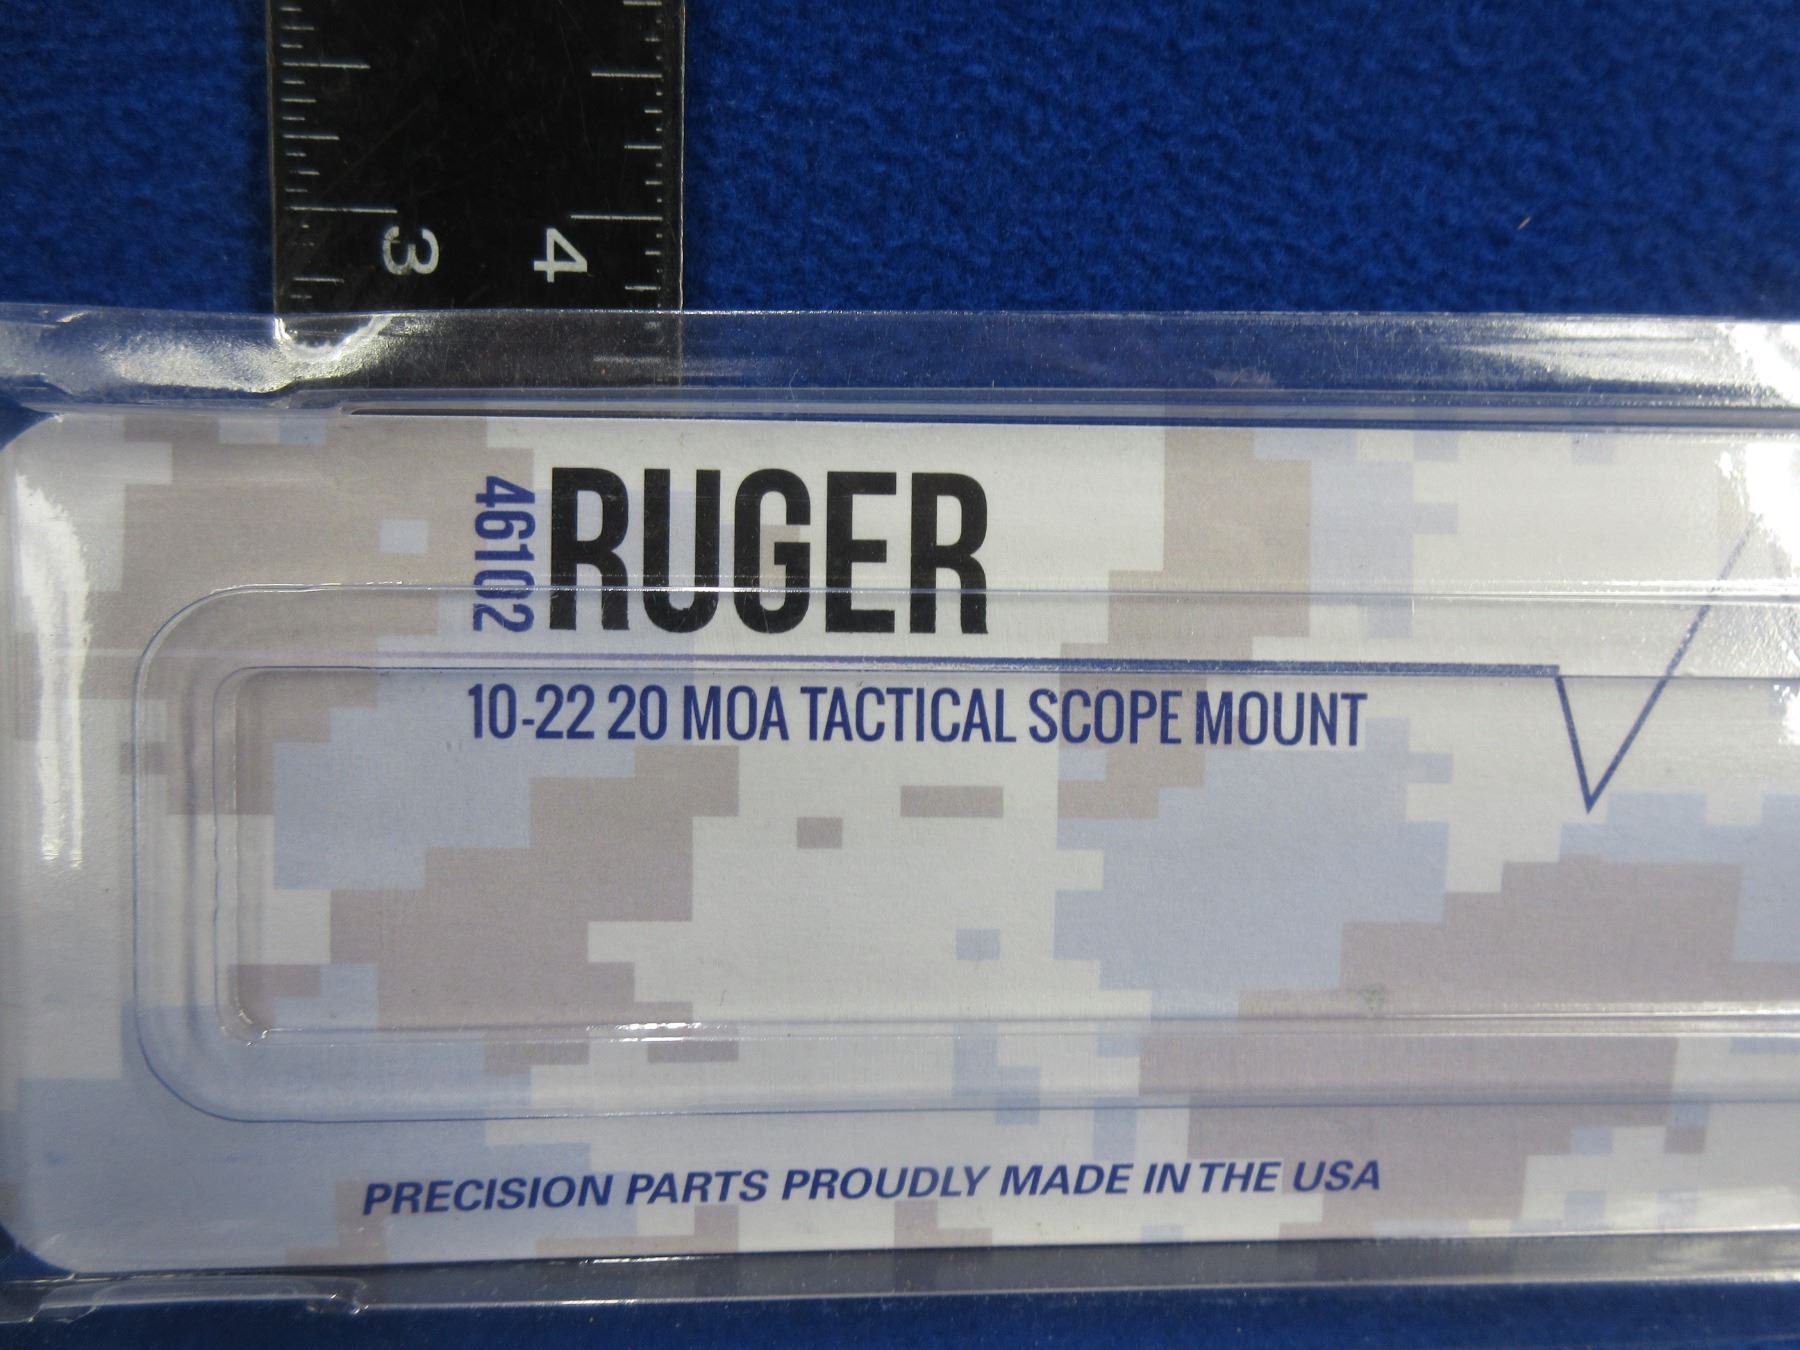 3
4
46102
RUGER
10-22 20 MOA TACTICAL SCOPE MOUNT
PRECISION PARTS PROUDLY MADE IN THE USA